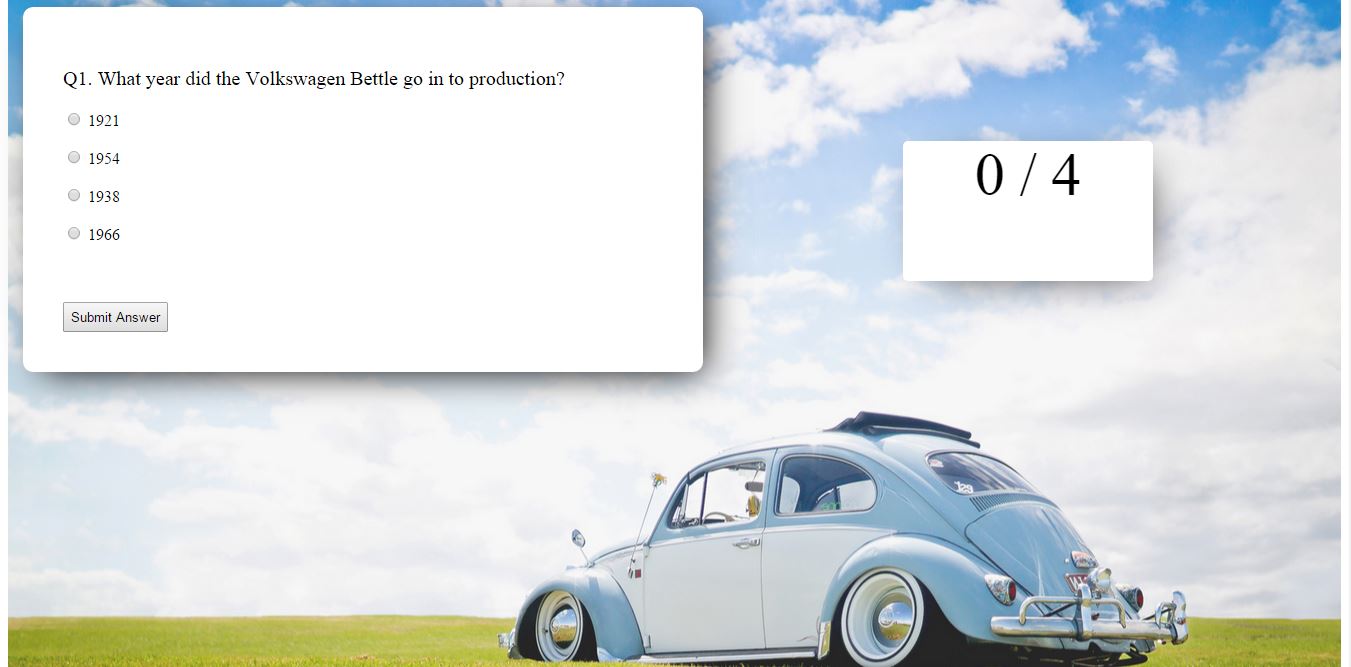 Q1. What year did the Volkswagen Bettle go in to production?
1921
1954
1938
1966
Submit Answer
0 / 4